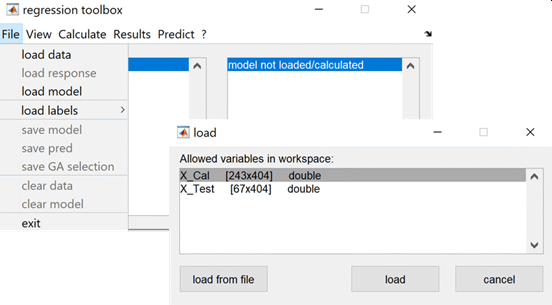 regression toolbox
File View Calculate Results Predict ?
load data
load response
load model
load labels
save model
save pred
save GA selection
clear data
clear model
exit
model not loaded/calculated
load
Allowed variables in workspace:
X_Cal [243x404] double
X_Test [67x404] double
load from file
load
cancel